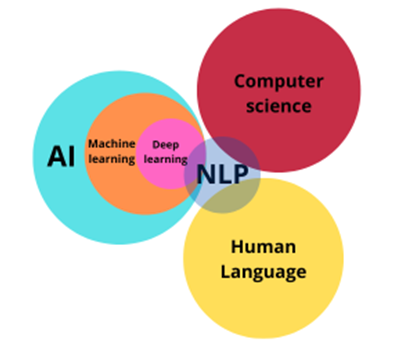 Computer
science
AI
Machine
learning
Deep
learning
NLP
Human
Language